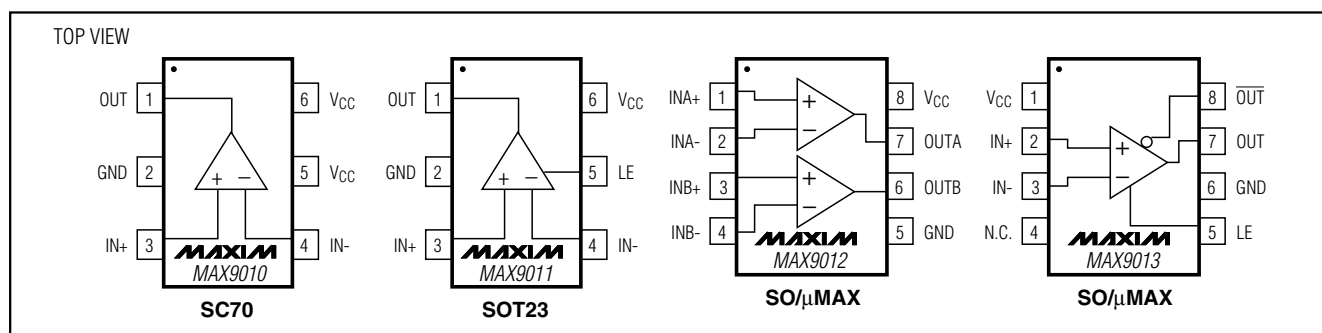 TOP VIEW
OUT 1
6 VCC
GND 2
5 VCC
IN+ 3
4 IN-
+ −
MAXIM
MAX9010
SC70
OUT 1
6 VCC
GND 2
5 LE
IN+ 3
4 IN-
+ −
MAXIM
MAX9011
SOT23
INA+ 1
8 VCC
INA- 2
7 OUTA
INB+ 3
6 OUTB
INB- 4
5 GND
+
−
+
−
MAXIM
MAX9012
SO/µMAX
VCC 1
8 O̅U̅T̅
IN+ 2
7 OUT
IN- 3
6 GND
N.C. 4
5 LE
+
−
MAXIM
MAX9013
SO/µMAX